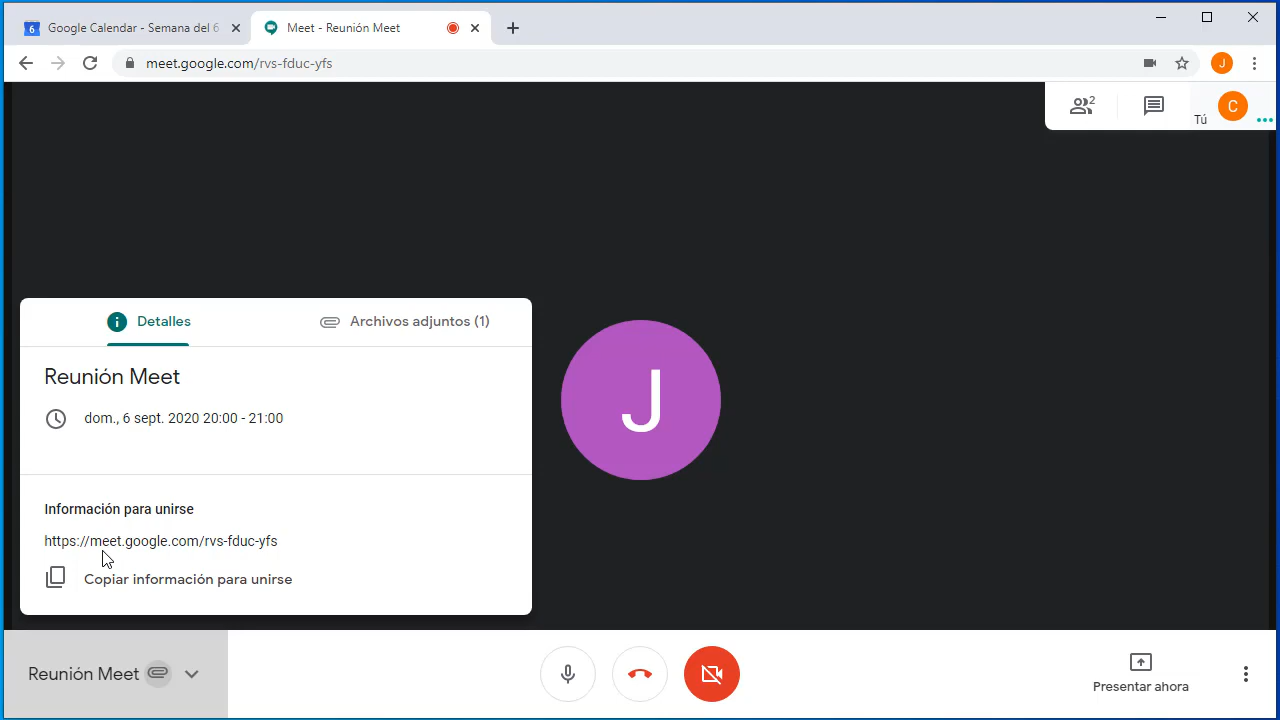 6 Google Calendar - Semana del 6
Meet - Reunión Meet
meet.google.com/rvs-fduc-yfs
J
2
Tú
C
Detalles
Archivos adjuntos (1)
Reunión Meet
dom., 6 sept. 2020 20:00 - 21:00
J
Información para unirse
https://meet.google.com/rvs-fduc-yfs
Copiar información para unirse
Reunión Meet
Presentar ahora